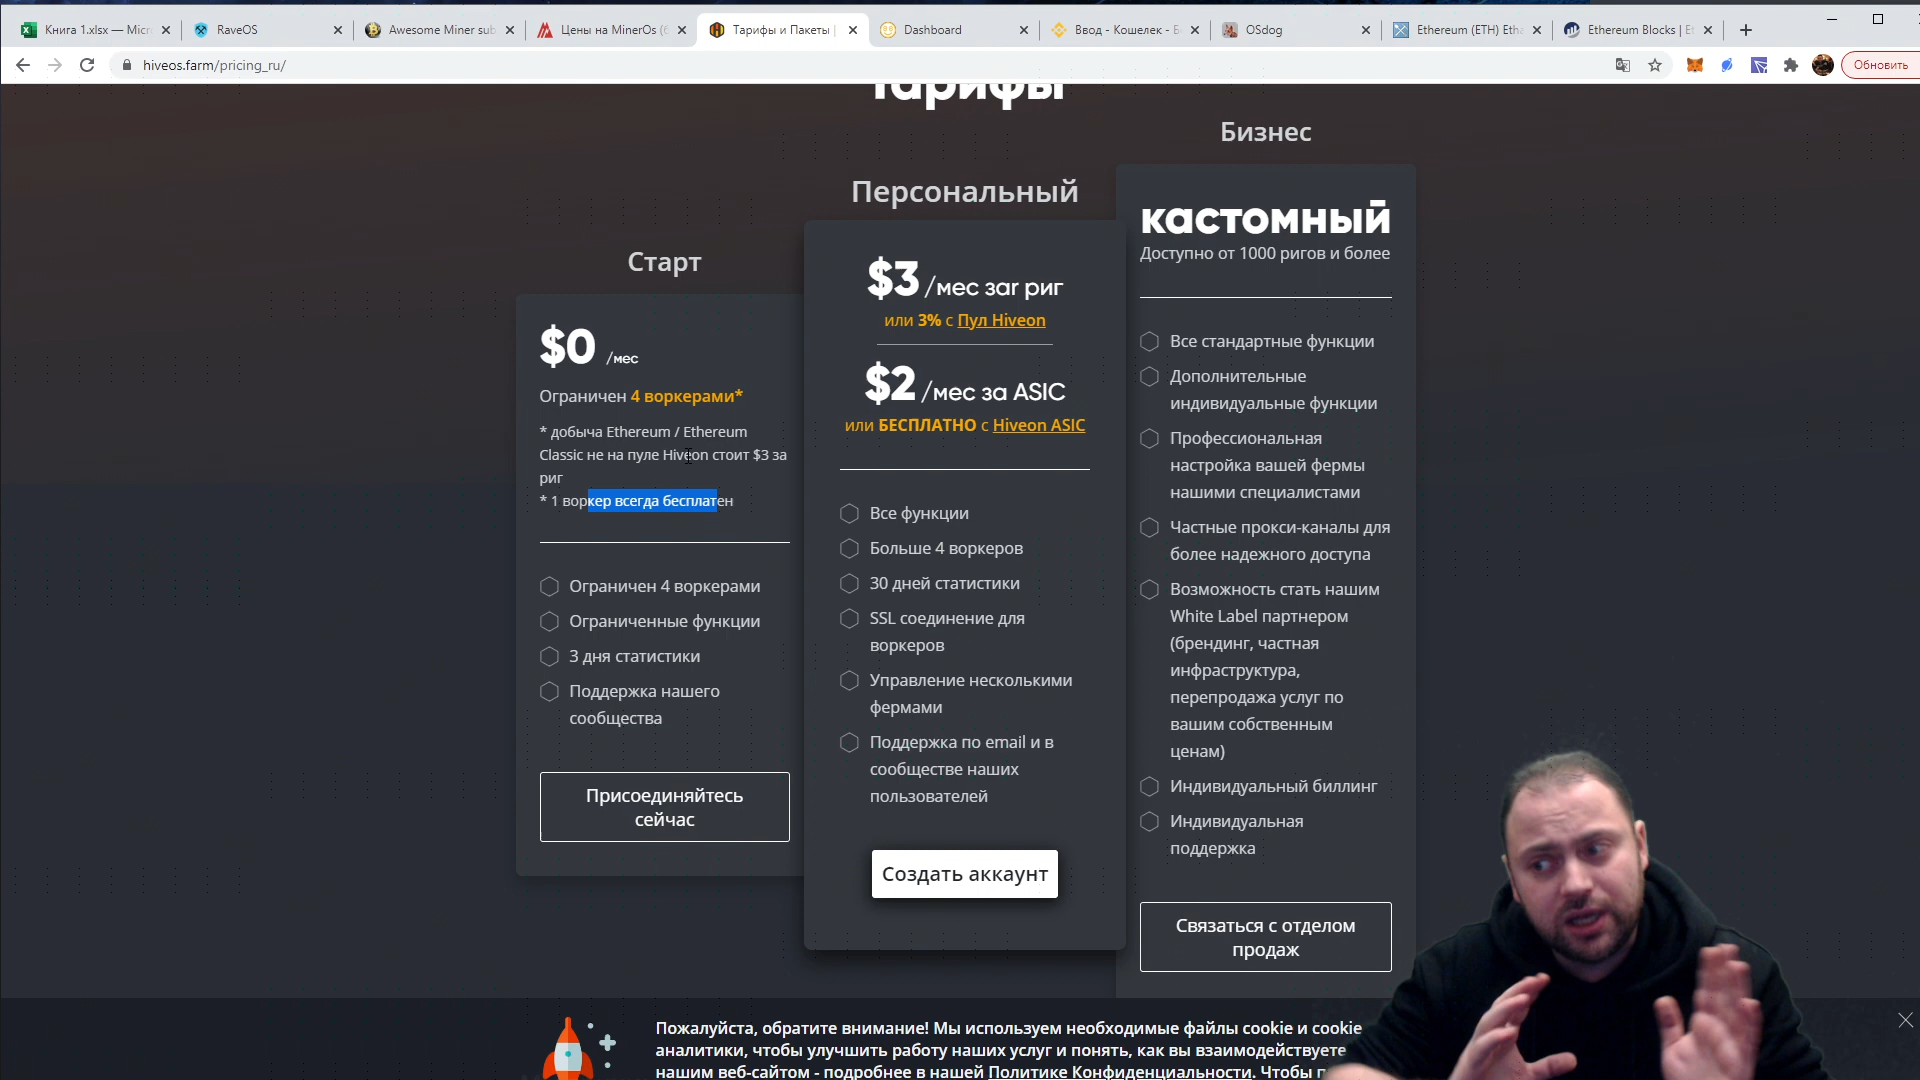 Книга 1.xlsx — Mic
RaveOS
Awesome Miner sub
Цены на MinerOs (
Тарифы и Пакеты |
Dashboard
Ввод - Кошелек -
OSdog
Ethereum (ETH) Eth
Ethereum Blocks | E
hiveos.farm/pricing_ru/
Обновить
тарифы
Бизнес
Персональный
Старт
кастомный
Доступно от 1000 ригов и более
$3 /мес заг риг
или 3% с Пул Hiveon
$2 /мес за ASIC
или БЕСПЛАТНО с Hiveon ASIC
$0 /мес
Ограничен 4 воркерами*
* добыча Ethereum / Ethereum
Classic не на пуле Hiveon стоит $3 за
риг
* 1 воркер всегда бесплатен
Ограничен 4 воркерами
Ограниченные функции
3 дня статистики
Поддержка нашего
сообщества
Присоединяйтесь
сейчас
Все функции
Больше 4 воркеров
30 дней статистики
SSL соединение для
воркеров
Управление несколькими
фермами
Поддержка по email и в
сообществе наших
пользователей
Создать аккаунт
Все стандартные функции
Дополнительные
индивидуальные функции
Профессиональная
настройка вашей фермы
нашими специалистами
Частные прокси-каналы для
более надежного доступа
Возможность стать нашим
White Label партнером
(брендинг, частная
инфраструктура,
перепродажа услуг по
вашим собственным
ценам)
Индивидуальный биллинг
Индивидуальная
поддержка
Связаться с отделом
продаж
Пожалуйста, обратите внимание! Мы используем необходимые файлы cookie и cookie
аналитики, чтобы улучшить работу наших услуг и понять, как вы взаимодействуете
нашим веб-сайтом - подробнее в нашей Политике Конфиденциальности. Чтобы